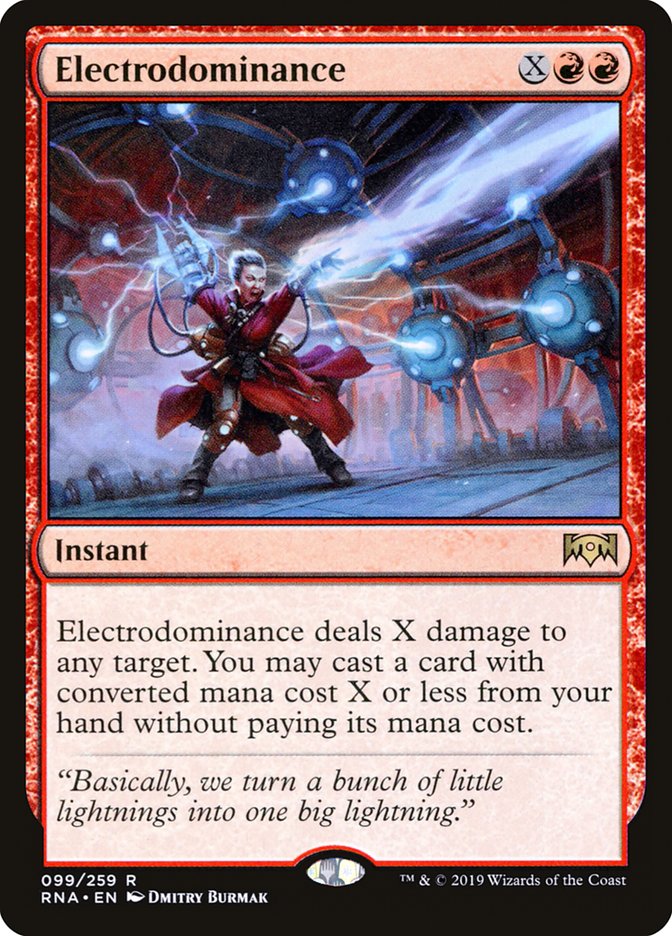 Electrodominance X
Instant
Electrodominance deals X damage to
any target. You may cast a card with
converted mana cost X or less from your
hand without paying its mana cost.
“Basically, we turn a bunch of little
lightnings into one big lightning.”
099/259 R
RNA • EN Dmitry Burmak
™ & © 2019 Wizards of the Coast